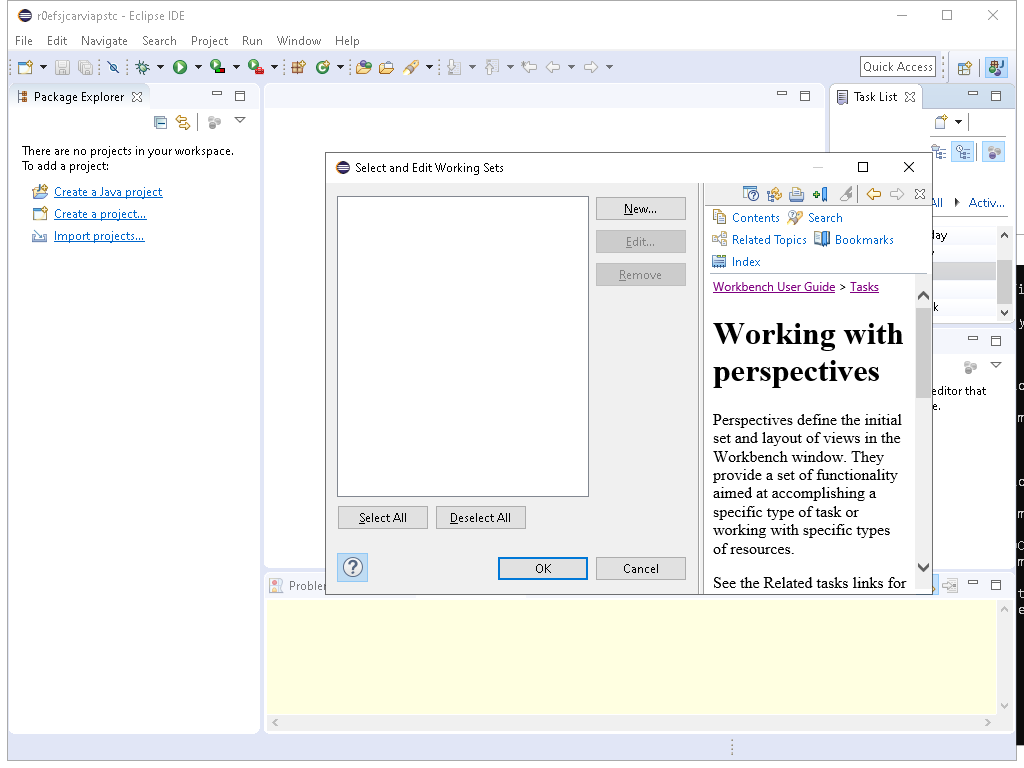 r0efsjcarviapstc - Eclipse IDE
File Edit Navigate Search Project Run Window Help
Quick Access
Package Explorer
Task List
There are no projects in your workspace.
To add a project:
Create a Java project
Create a project...
Import projects...
Select and Edit Working Sets
New...
Edit...
Remove
Select All
Deselect All
OK
Cancel
Contents
Search
Related Topics
Bookmarks
Index
Workbench User Guide > Tasks
Working with
perspectives
Perspectives define the initial
set and layout of views in the
Workbench window. They
provide a set of functionality
aimed at accomplishing a
specific type of task or
working with specific types
of resources.
See the Related tasks links for
All
Activ...
editor that
Problem